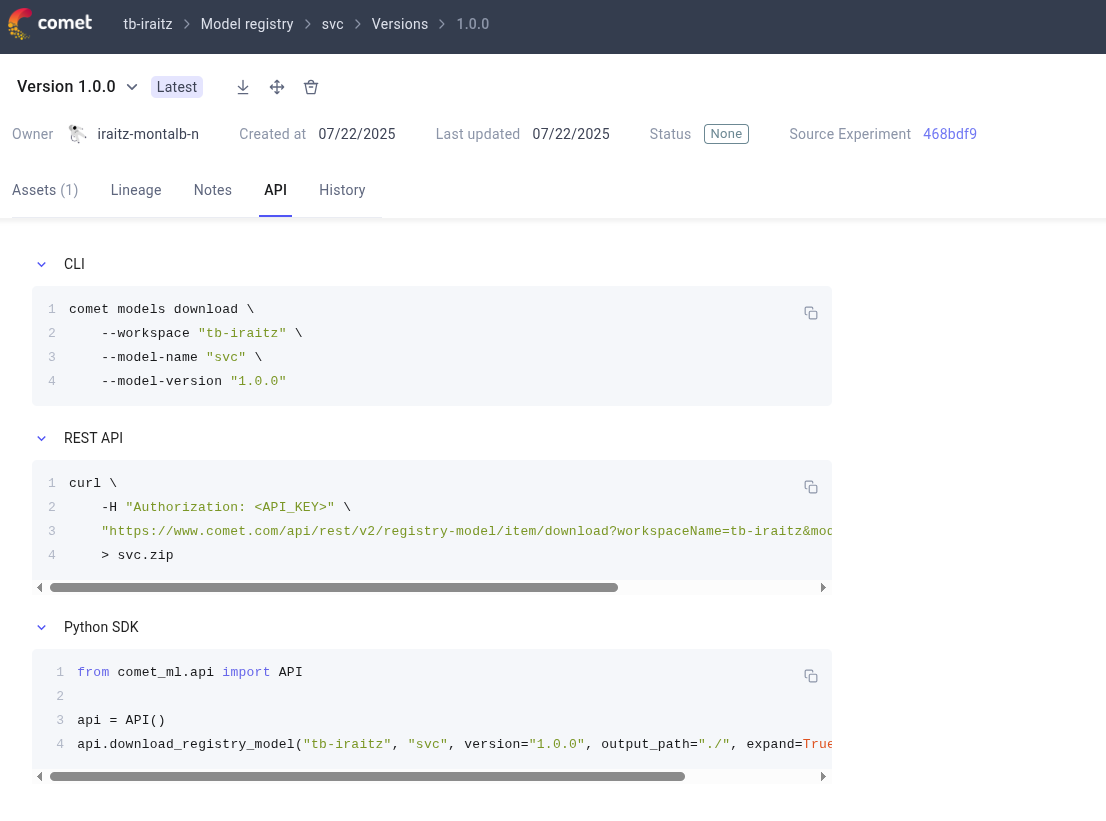 comet tb-iraitz > Model registry > svc > Versions > 1.0.0
Version 1.0.0 Latest
Owner iraitz-montalb-n Created at 07/22/2025 Last updated 07/22/2025 Status None Source Experiment 468bdf9
Assets (1) Lineage Notes API History
CLI
1 comet models download \
2 --workspace "tb-iraitz" \
3 --model-name "svc" \
4 --model-version "1.0.0"
REST API
1 curl \
2 -H "Authorization: <API_KEY>" \
3 "https://www.comet.com/api/rest/v2/registry-model/item/download?workspaceName=tb-iraitz&mod
4 > svc.zip
Python SDK
1 from comet_ml.api import API
2
3 api = API()
4 api.download_registry_model("tb-iraitz", "svc", version="1.0.0", output_path="./", expand=True